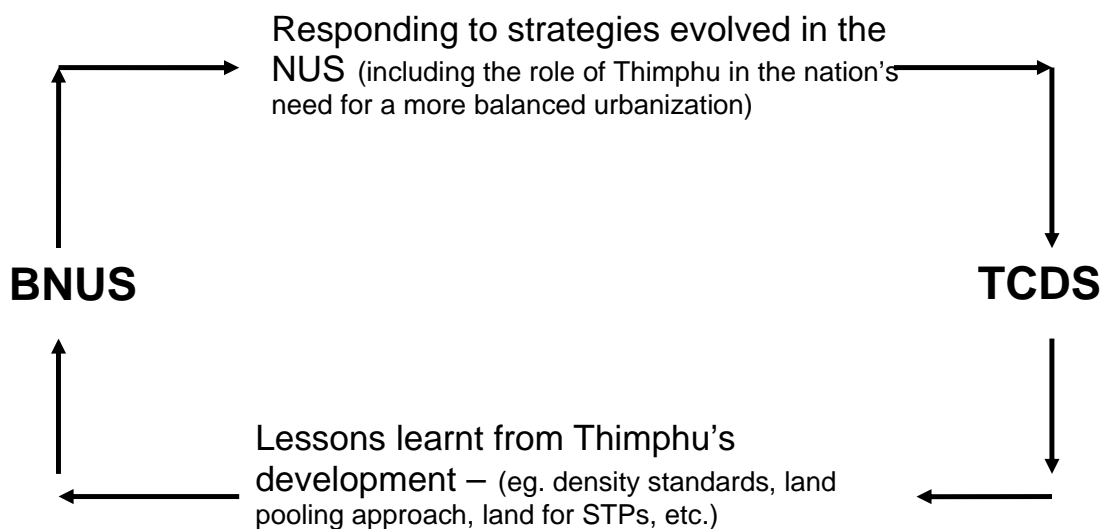 Responding to strategies evolved in the
NUS (including the role of Thimphu in the nation’s
need for a more balanced urbanization)
BNUS
TCDS
Lessons learnt from Thimphu’s
development – (eg. density standards, land
pooling approach, land for STPs, etc.)